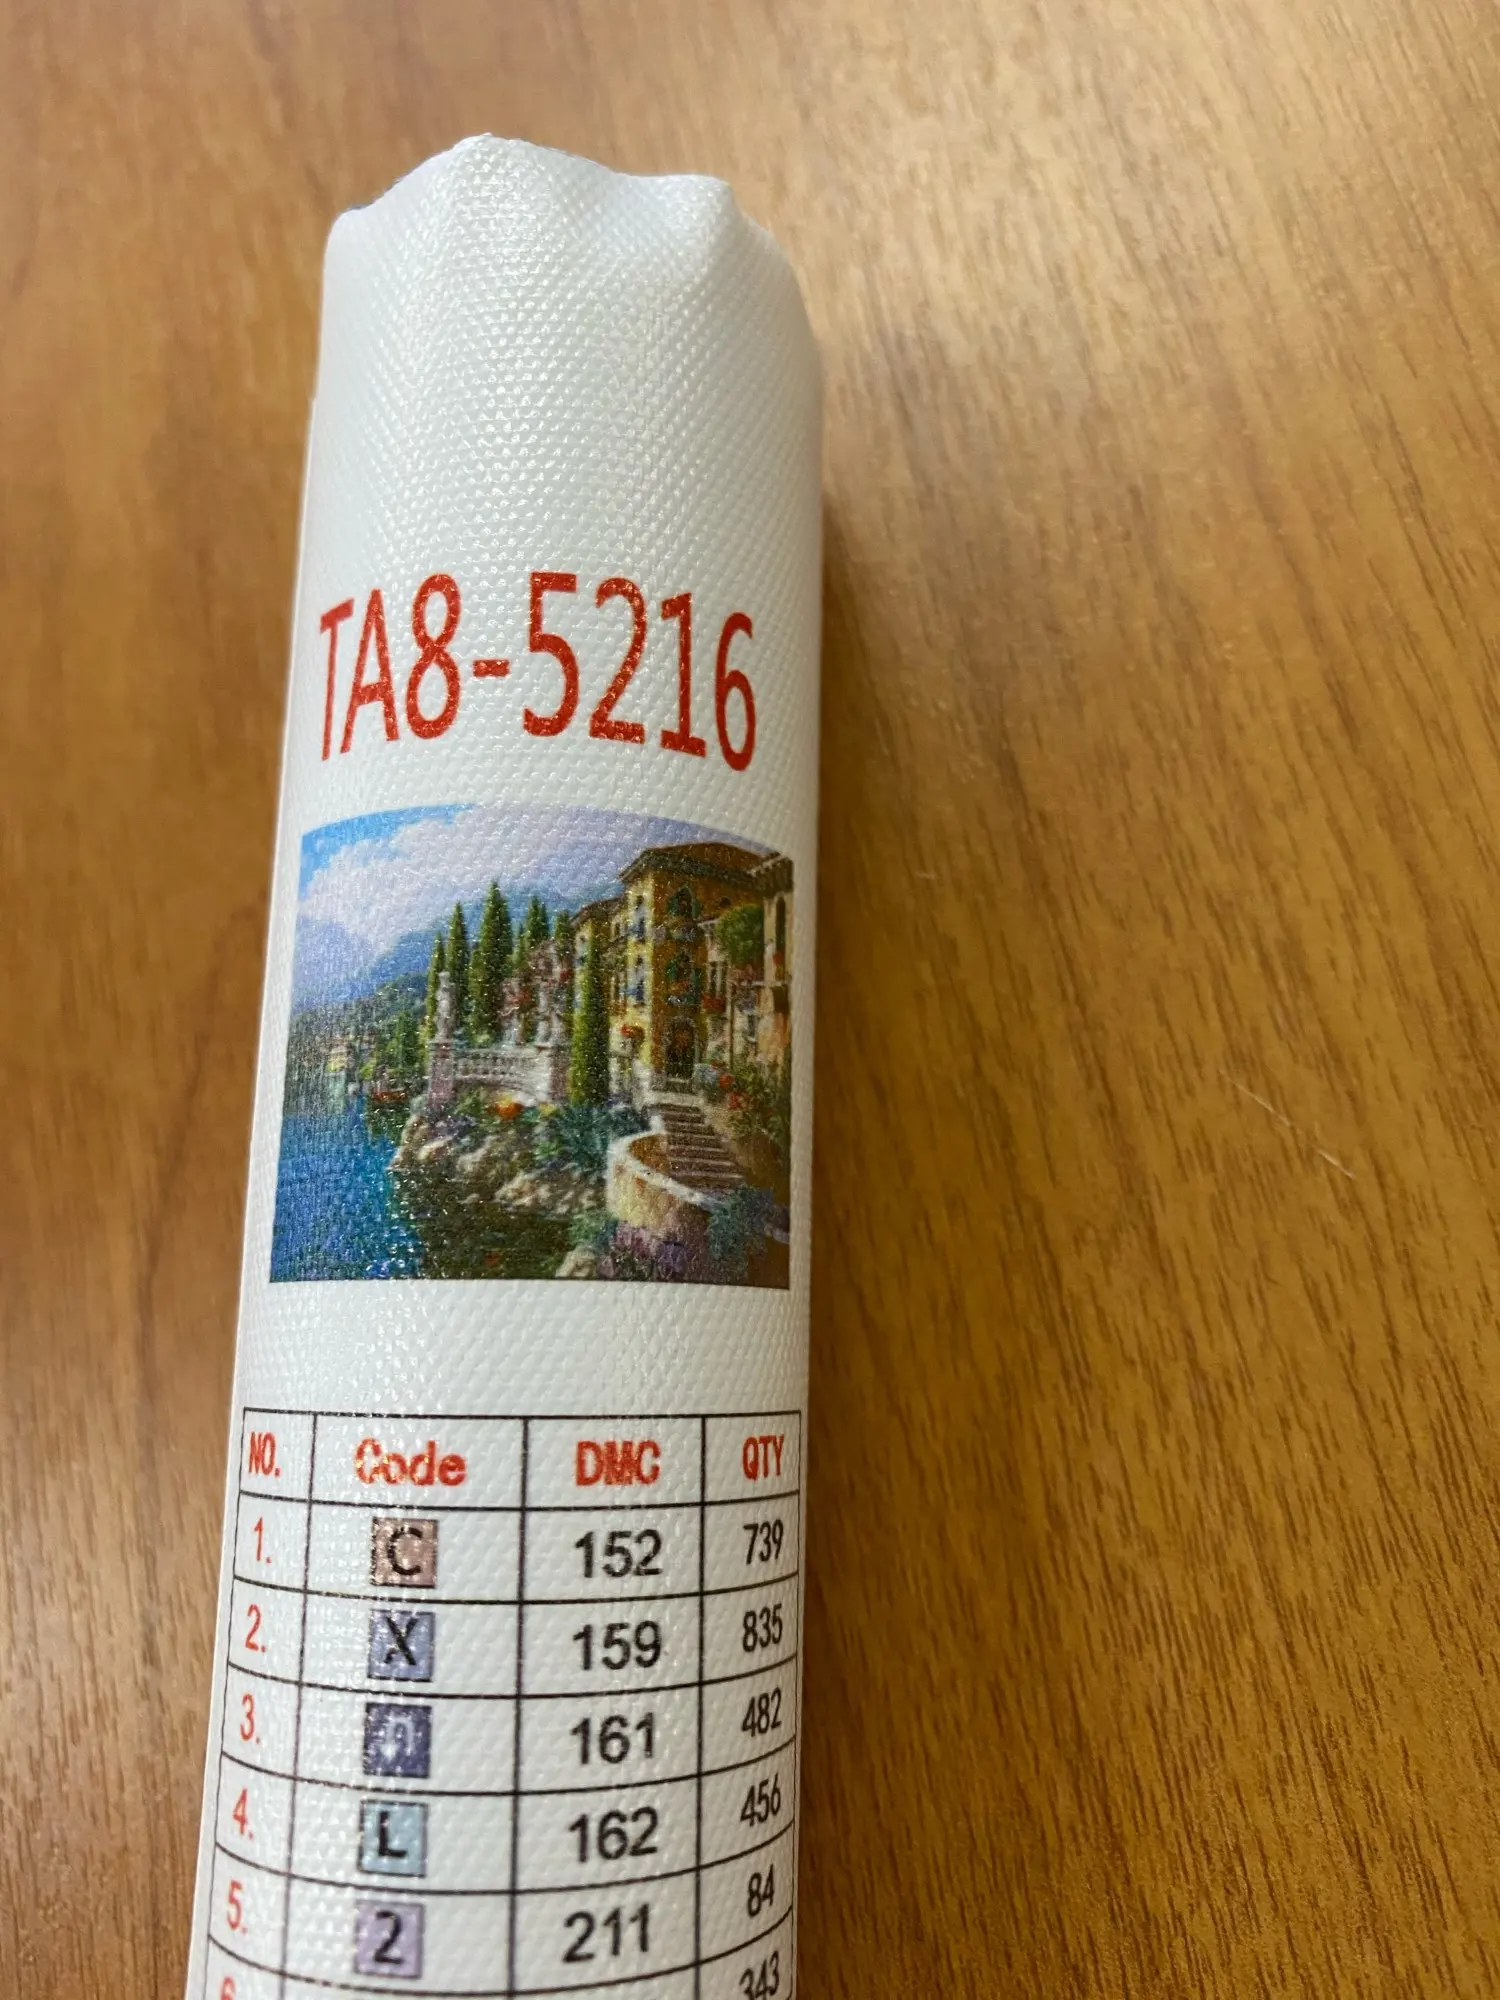 TA8-5216
NO. Code DMC QTY
1. C 152 739
2. X 159 835
3. 161 482
4. L 162 456
5. 2 211 84
6. 343